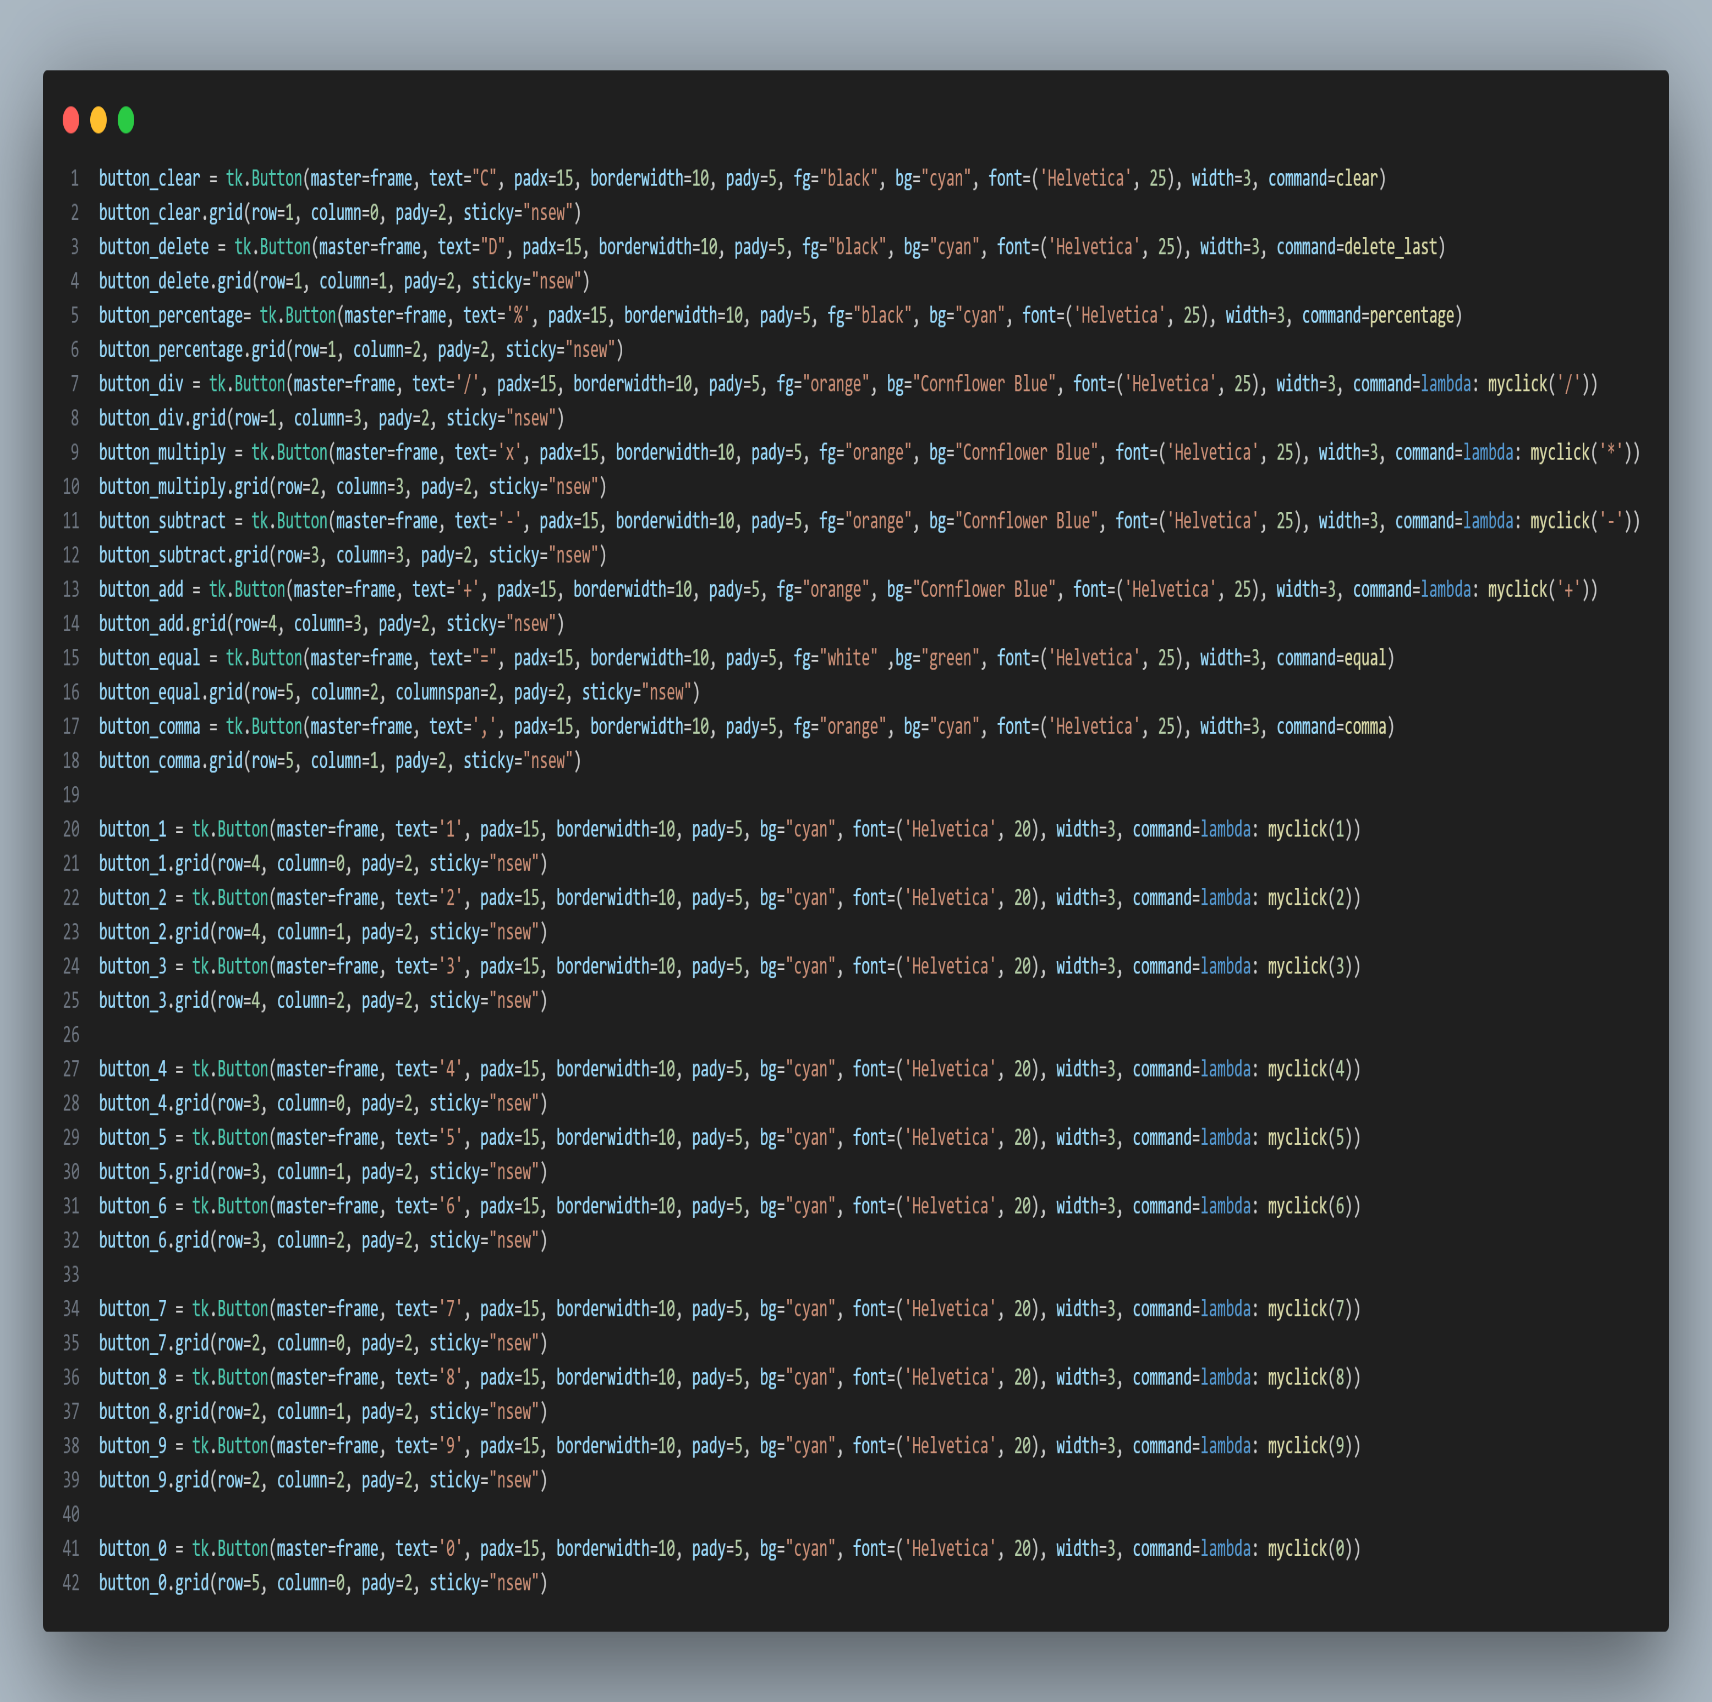 1 button_clear = tk.Button(master=frame, text="C", padx=15, borderwidth=10, pady=5, fg="black", bg="cyan", font=('Helvetica', 25), width=3, command=clear)
2 button_clear.grid(row=1, column=0, pady=2, sticky="nsew")
3 button_delete = tk.Button(master=frame, text="D", padx=15, borderwidth=10, pady=5, fg="black", bg="cyan", font=('Helvetica', 25), width=3, command=delete_last)
4 button_delete.grid(row=1, column=1, pady=2, sticky="nsew")
5 button_percentage= tk.Button(master=frame, text='%', padx=15, borderwidth=10, pady=5, fg="black", bg="cyan", font=('Helvetica', 25), width=3, command=percentage)
6 button_percentage.grid(row=1, column=2, pady=2, sticky="nsew")
7 button_div = tk.Button(master=frame, text='/', padx=15, borderwidth=10, pady=5, fg="orange", bg="Cornflower Blue", font=('Helvetica', 25), width=3, command=lambda: myclick('/'))
8 button_div.grid(row=1, column=3, pady=2, sticky="nsew")
9 button_multiply = tk.Button(master=frame, text='x', padx=15, borderwidth=10, pady=5, fg="orange", bg="Cornflower Blue", font=('Helvetica', 25), width=3, command=lambda: myclick('*'))
10 button_multiply.grid(row=2, column=3, pady=2, sticky="nsew")
11 button_subtract = tk.Button(master=frame, text='-', padx=15, borderwidth=10, pady=5, fg="orange", bg="Cornflower Blue", font=('Helvetica', 25), width=3, command=lambda: myclick('-'))
12 button_subtract.grid(row=3, column=3, pady=2, sticky="nsew")
13 button_add = tk.Button(master=frame, text='+', padx=15, borderwidth=10, pady=5, fg="orange", bg="Cornflower Blue", font=('Helvetica', 25), width=3, command=lambda: myclick('+'))
14 button_add.grid(row=4, column=3, pady=2, sticky="nsew")
15 button_equal = tk.Button(master=frame, text="=", padx=15, borderwidth=10, pady=5, fg="white" ,bg="green", font=('Helvetica', 25), width=3, command=equal)
16 button_equal.grid(row=5, column=2, columnspan=2, pady=2, sticky="nsew")
17 button_comma = tk.Button(master=frame, text=',', padx=15, borderwidth=10, pady=5, fg="orange", bg="cyan", font=('Helvetica', 25), width=3, command=comma)
18 button_comma.grid(row=5, column=1, pady=2, sticky="nsew")
19
20 button_1 = tk.Button(master=frame, text='1', padx=15, borderwidth=10, pady=5, bg="cyan", font=('Helvetica', 20), width=3, command=lambda: myclick(1))
21 button_1.grid(row=4, column=0, pady=2, sticky="nsew")
22 button_2 = tk.Button(master=frame, text='2', padx=15, borderwidth=10, pady=5, bg="cyan", font=('Helvetica', 20), width=3, command=lambda: myclick(2))
23 button_2.grid(row=4, column=1, pady=2, sticky="nsew")
24 button_3 = tk.Button(master=frame, text='3', padx=15, borderwidth=10, pady=5, bg="cyan", font=('Helvetica', 20), width=3, command=lambda: myclick(3))
25 button_3.grid(row=4, column=2, pady=2, sticky="nsew")
26
27 button_4 = tk.Button(master=frame, text='4', padx=15, borderwidth=10, pady=5, bg="cyan", font=('Helvetica', 20), width=3, command=lambda: myclick(4))
28 button_4.grid(row=3, column=0, pady=2, sticky="nsew")
29 button_5 = tk.Button(master=frame, text='5', padx=15, borderwidth=10, pady=5, bg="cyan", font=('Helvetica', 20), width=3, command=lambda: myclick(5))
30 button_5.grid(row=3, column=1, pady=2, sticky="nsew")
31 button_6 = tk.Button(master=frame, text='6', padx=15, borderwidth=10, pady=5, bg="cyan", font=('Helvetica', 20), width=3, command=lambda: myclick(6))
32 button_6.grid(row=3, column=2, pady=2, sticky="nsew")
33
34 button_7 = tk.Button(master=frame, text='7', padx=15, borderwidth=10, pady=5, bg="cyan", font=('Helvetica', 20), width=3, command=lambda: myclick(7))
35 button_7.grid(row=2, column=0, pady=2, sticky="nsew")
36 button_8 = tk.Button(master=frame, text='8', padx=15, borderwidth=10, pady=5, bg="cyan", font=('Helvetica', 20), width=3, command=lambda: myclick(8))
37 button_8.grid(row=2, column=1, pady=2, sticky="nsew")
38 button_9 = tk.Button(master=frame, text='9', padx=15, borderwidth=10, pady=5, bg="cyan", font=('Helvetica', 20), width=3, command=lambda: myclick(9))
39 button_9.grid(row=2, column=2, pady=2, sticky="nsew")
40
41 button_0 = tk.Button(master=frame, text='0', padx=15, borderwidth=10, pady=5, bg="cyan", font=('Helvetica', 20), width=3, command=lambda: myclick(0))
42 button_0.grid(row=5, column=0, pady=2, sticky="nsew")